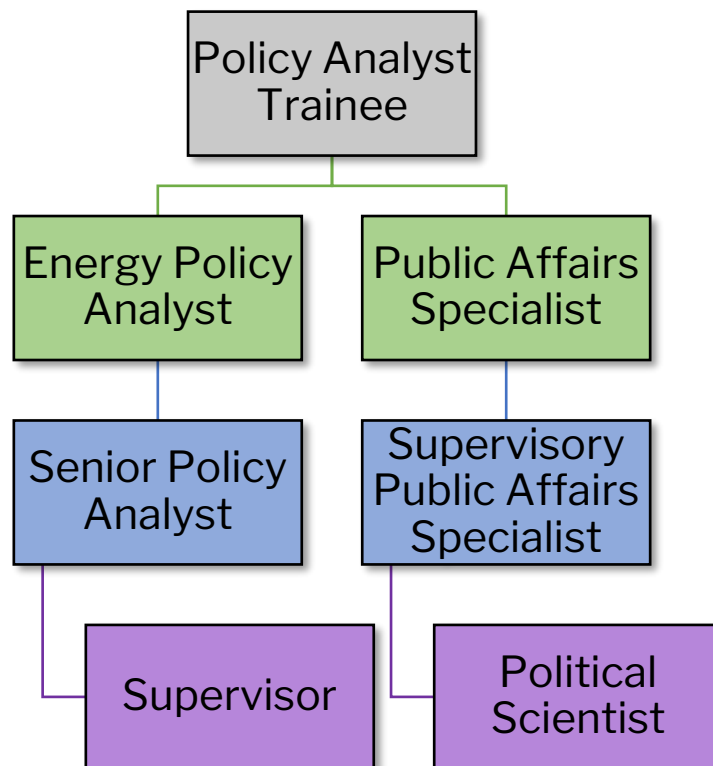 Policy Analyst
Trainee
Energy Policy
Analyst
Public Affairs
Specialist
Senior Policy
Analyst
Supervisory
Public Affairs
Specialist
Supervisor
Political
Scientist